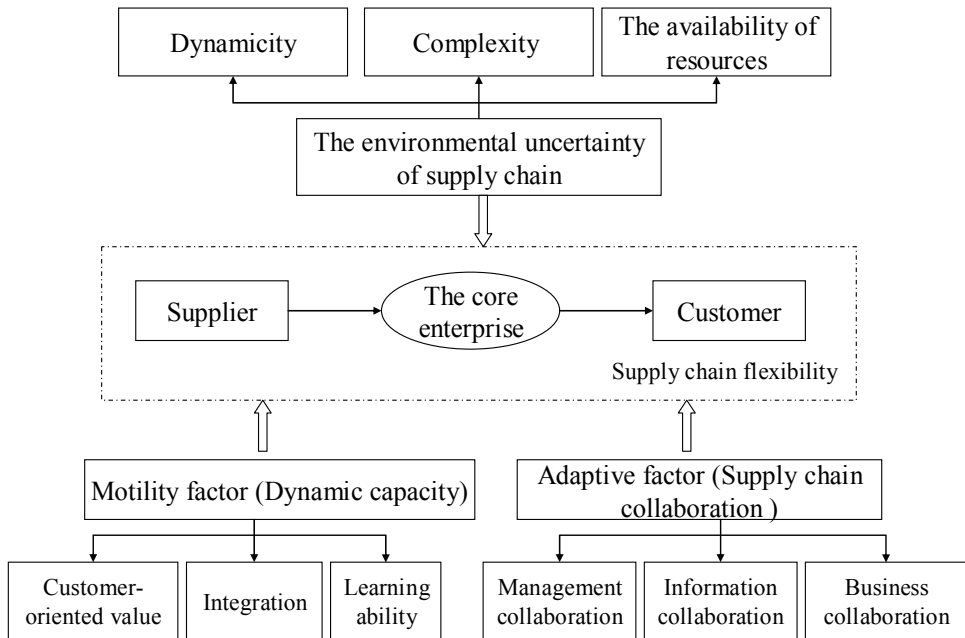 Dynamicity
Complexity
The availability of
resources
The environmental uncertainty
of supply chain
Supplier
The core
enterprise
Customer
Supply chain flexibility
Motility factor (Dynamic capacity)
Adaptive factor (Supply chain
collaboration )
Customer-
oriented value
Integration
Learning
ability
Management
collaboration
Information
collaboration
Business
collaboration